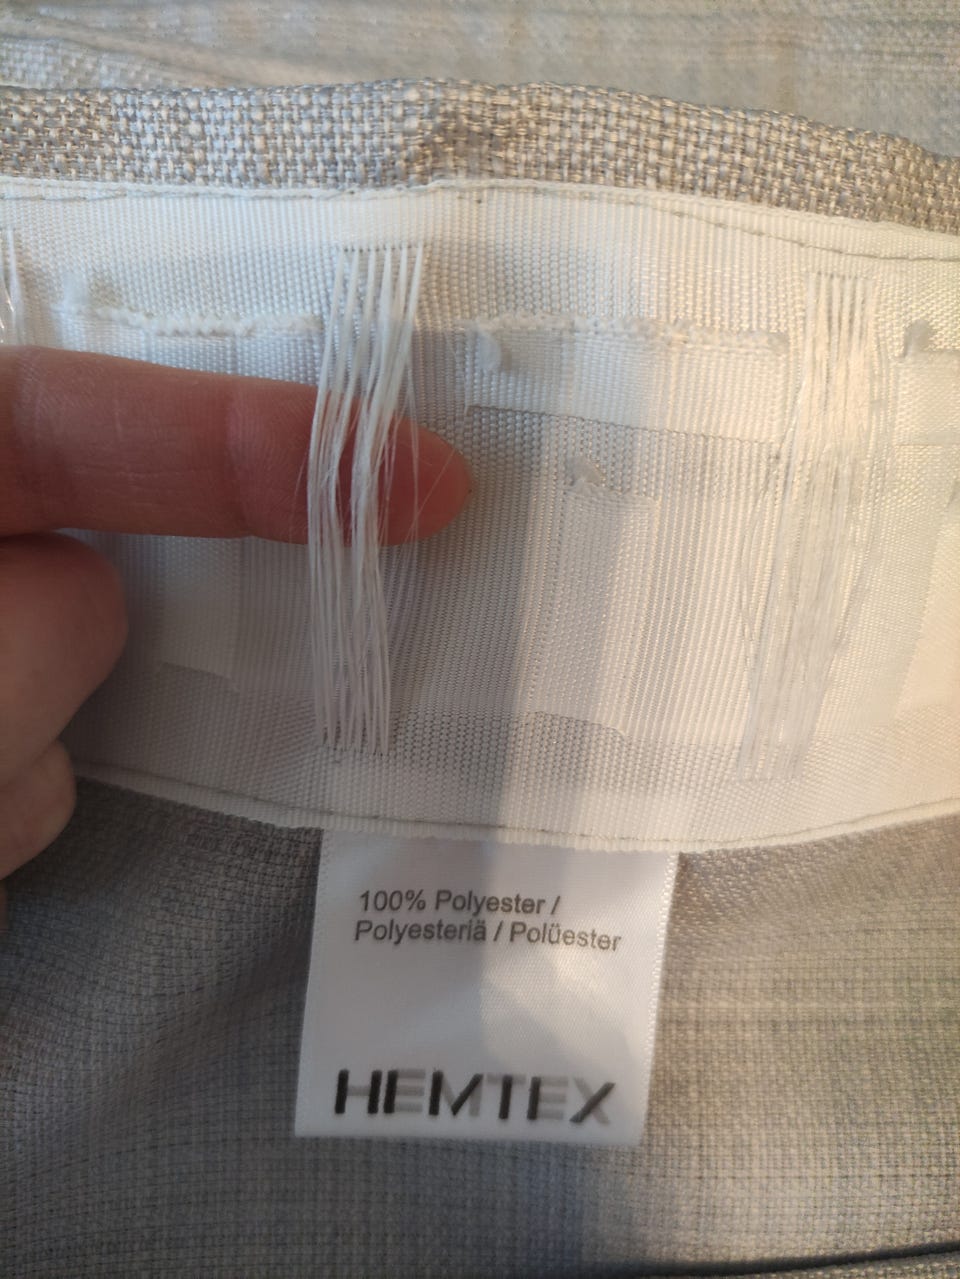 100% Polyester /
Polyesteriä / Polüester
HEMTEX